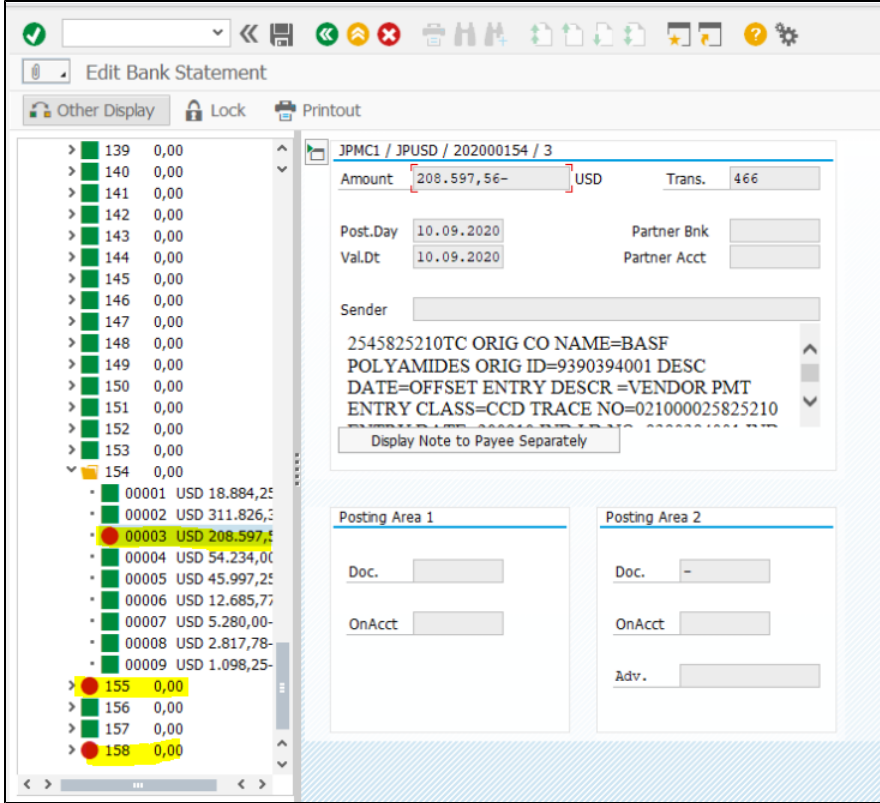 Edit Bank Statement
Other Display Lock Printout
139 0,00
140 0,00
141 0,00
142 0,00
143 0,00
144 0,00
145 0,00
146 0,00
147 0,00
148 0,00
149 0,00
150 0,00
151 0,00
152 0,00
153 0,00
154 0,00
00001 USD 18.884,25
00002 USD 311.826,3
00003 USD 208.597,5
00004 USD 54.234,00
00005 USD 45.997,25
00006 USD 12.685,77
00007 USD 5.280,00-
00008 USD 2.817,78-
00009 USD 1.098,25-
155 0,00
156 0,00
157 0,00
158 0,00
JPMC1 / JPUSD / 202000154 / 3
Amount 208.597,56- USD Trans. 466
Post.Day 10.09.2020 Partner Bnk
Val.Dt 10.09.2020 Partner Acct
Sender
2545825210TC ORIG CO NAME=BASF
POLYAMIDES ORIG ID=9390394001 DESC
DATE=OFFSET ENTRY DESCR =VENDOR PMT
ENTRY CLASS=CCD TRACE NO=021000025825210
Display Note to Payee Separately
Posting Area 1
Doc.
OnAcct
Posting Area 2
Doc. -
OnAcct
Adv.